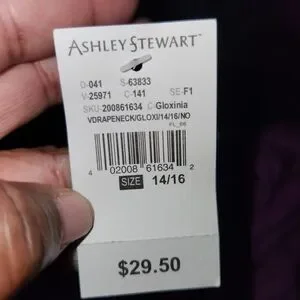 ASHLEY STEWART™
D-041 S-63833
V-25971 C-141 SE-F1
SKU-200861634 C-Gloxinia
VDRAPENECK/GLOXI/14/16/NO
4 02008 61634 2
SIZE 14/16
$29.50